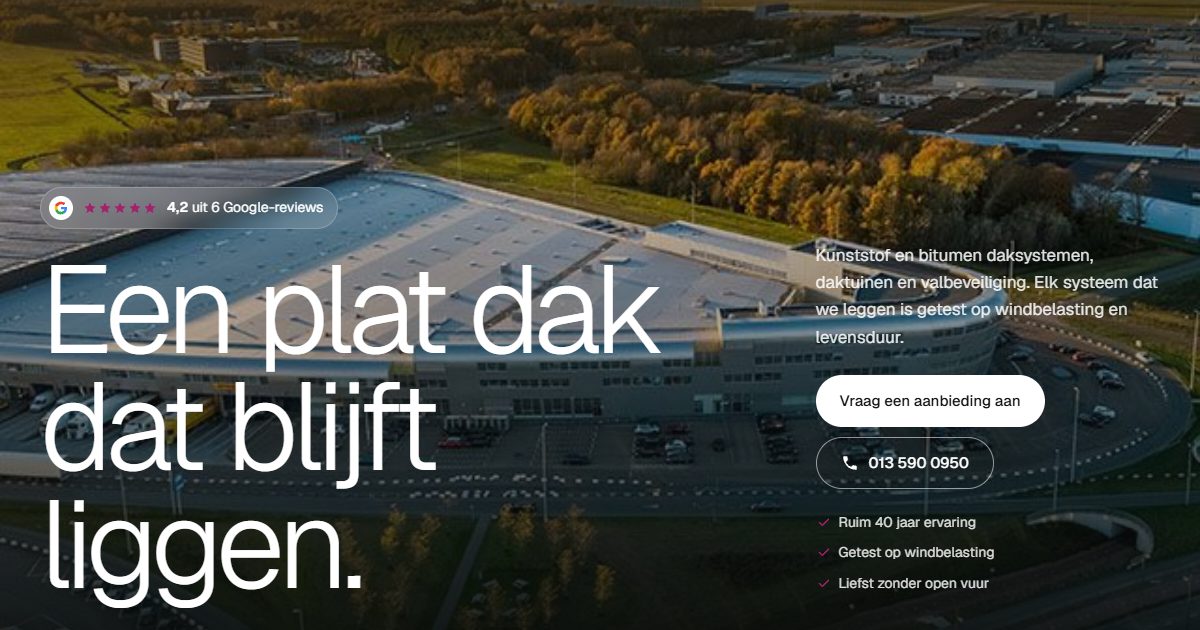 4,2 uit 6 Google-reviews
Een plat dak
dat blijft
liggen.
Kunststof en bitumen daksystemen,
daktuinen en valbeveiliging. Elk systeem dat
we leggen is getest op windbelasting en
levensduur.
Vraag een aanbieding aan
013 590 0950
Ruim 40 jaar ervaring
Getest op windbelasting
Liefst zonder open vuur